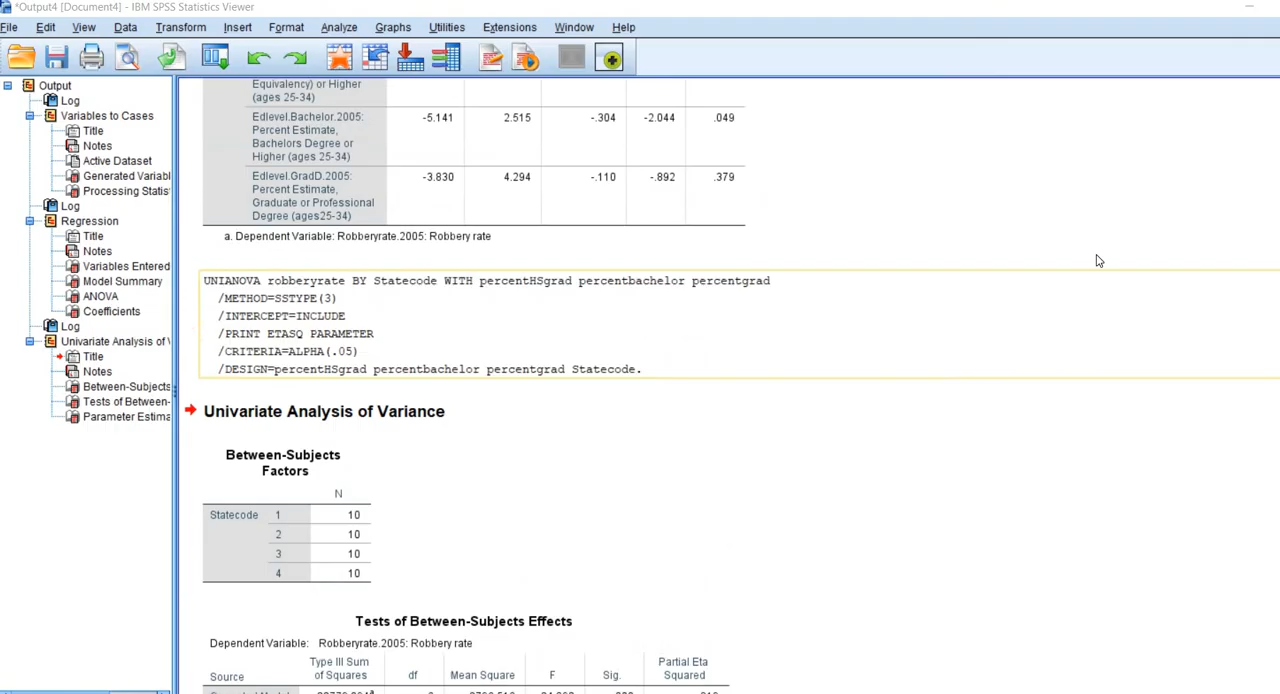 *Output4 [Document4] - IBM SPSS Statistics Viewer
File Edit View Data Transform Insert Format Analyze Graphs Utilities Extensions Window Help
Output
Log
Variables to Cases
Title
Notes
Active Dataset
Generated Variabl
Processing Statis
Log
Regression
Title
Notes
Variables Entered
Model Summary
ANOVA
Coefficients
Log
Univariate Analysis of V
Title
Notes
Between-Subjects
Tests of Between-
Parameter Estima
Equivalency) or Higher
(ages 25-34)
Edlevel.Bachelor.2005: -5.141 2.515 -.304 -2.044 .049
Percent Estimate,
Bachelors Degree or
Higher (ages 25-34)
Edlevel.GradD.2005: -3.830 4.294 -.110 -.892 .379
Percent Estimate,
Graduate or Professional
Degree (ages25-34)
a. Dependent Variable: Robberyrate.2005: Robbery rate
UNIANOVA robberyrate BY Statecode WITH percentHSgrad percentbachelor percentgrad
/METHOD=SSTYPE(3)
/INTERCEPT=INCLUDE
/PRINT ETASQ PARAMETER
/CRITERIA=ALPHA(.05)
/DESIGN=percentHSgrad percentbachelor percentgrad Statecode.
Univariate Analysis of Variance
Between-Subjects
Factors
N
Statecode 1 10
2 10
3 10
4 10
Tests of Between-Subjects Effects
Dependent Variable: Robberyrate.2005: Robbery rate
Type III Sum Partial Eta
Source of Squares df Mean Square F Sig. Squared